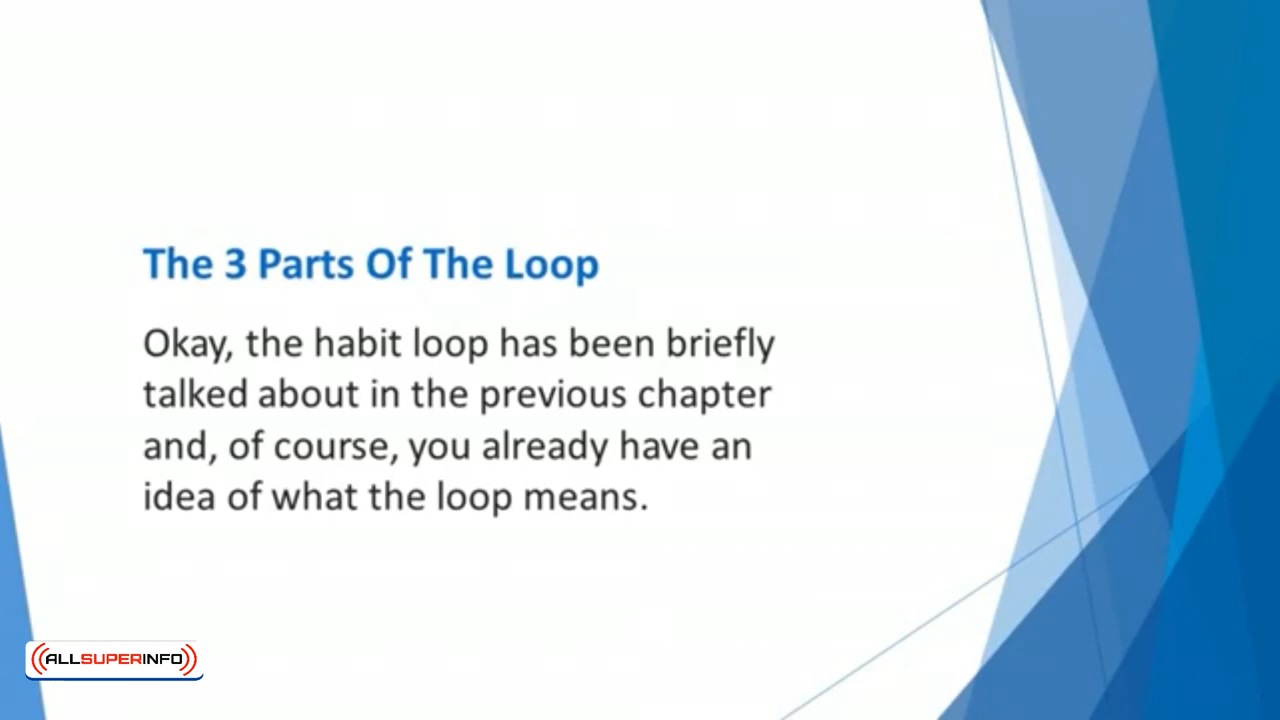 The 3 Parts Of The Loop
Okay, the habit loop has been briefly
talked about in the previous chapter
and, of course, you already have an
idea of what the loop means.
((ALLSUPERINFO))